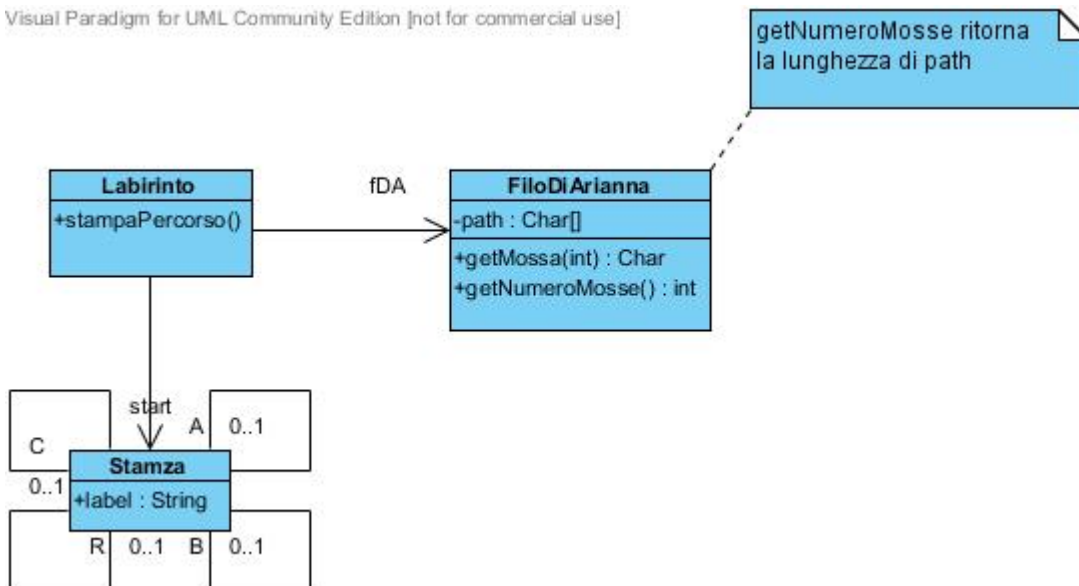 Visual Paradigm for UML Community Edition [not for commercial use]
getNumeroMosse ritorna
la lunghezza di path
Labirinto
+stampaPercorso()
fDA
FiloDiArianna
-path : Char[]
+getMossa(int) : Char
+getNumeroMosse() : int
start
C
A
0..1
0..1
Stamza
+label : String
R
0..1
B
0..1